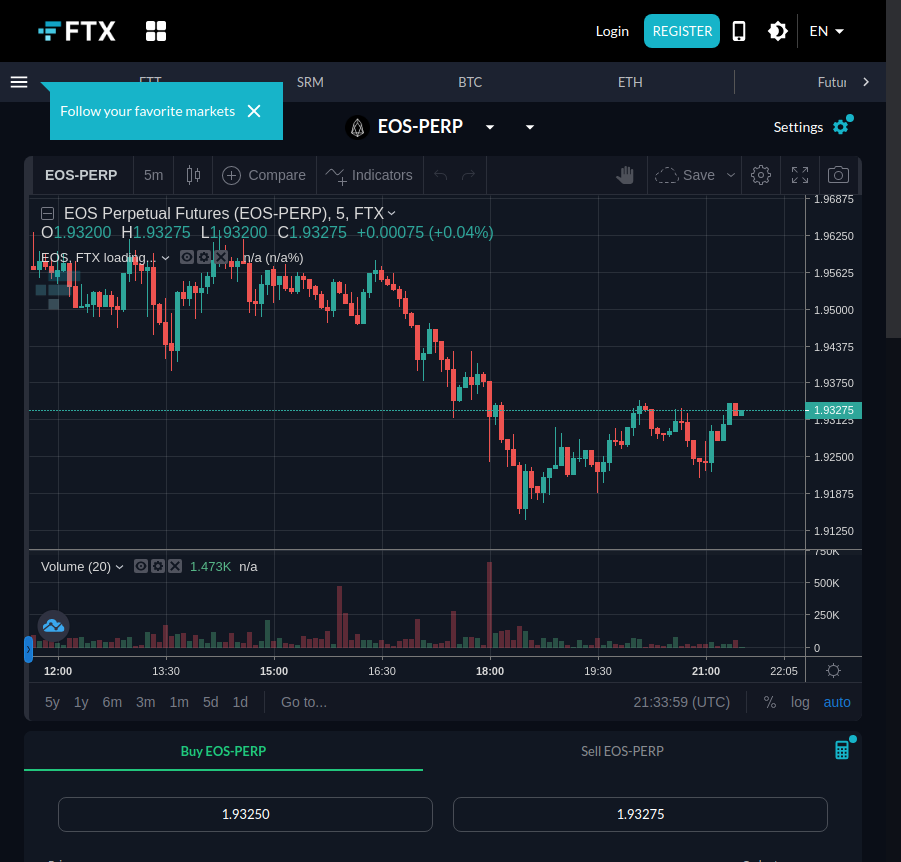 FTX
Login
REGISTER
EN
FTT
SRM
BTC
ETH
Futur
Follow your favorite markets
EOS-PERP
Settings
EOS-PERP
5m
Compare
Indicators
Save
EOS Perpetual Futures (EOS-PERP), 5, FTX
O1.93200 H1.93275 L1.93200 C1.93275 +0.00075 (+0.04%)
EOS, FTX loading... n/a (n/a%)
1.96875
1.96250
1.95625
1.95000
1.94375
1.93750
1.93275
1.93125
1.92500
1.91875
1.91250
Volume (20) 1.473K n/a
750K
500K
250K
0
12:00 13:30 15:00 16:30 18:00 19:30 21:00 22:05
5y 1y 6m 3m 1m 5d 1d Go to... 21:33:59 (UTC) % log auto
Buy EOS-PERP
Sell EOS-PERP
1.93250
1.93275